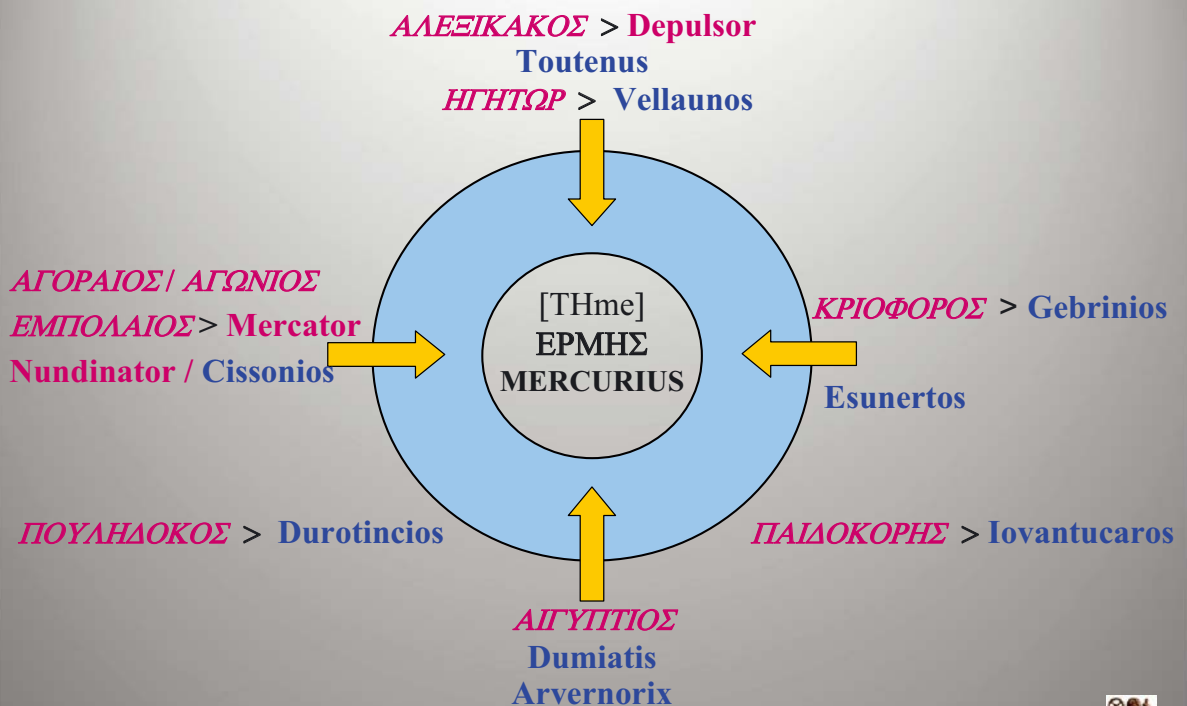 ΑΛΕΞΙΚΑΚΟΣ > Depulsor
Toutenus
ΗΓΗΤΩΡ > Vellaunos
ΑΓΟΡΑΙΟΣ / ΑΓΩΝΙΟΣ
ΕΜΠΟΛΑΙΟΣ > Mercator
Nundinator / Cissonios
[THme]
ΕΡΜΗΣ
MERCURIUS
ΚΡΙΟΦΟΡΟΣ > Gebrinios
Esunertos
ΠΟΥΛΗΔΟΚΟΣ > Durotincios
ΠΑΙΔΟΚΟΡΗΣ > Iovantucaros
ΑΙΓΥΠΤΙΟΣ
Dumiatis
Arvernorix